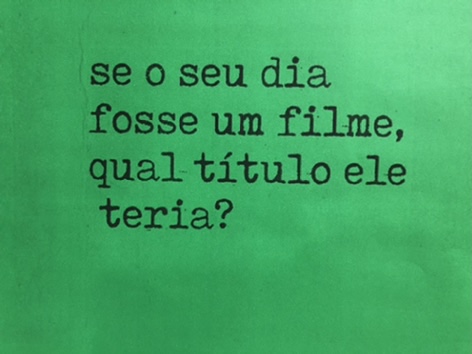 se o seu dia
fosse um filme,
qual título ele
teria?